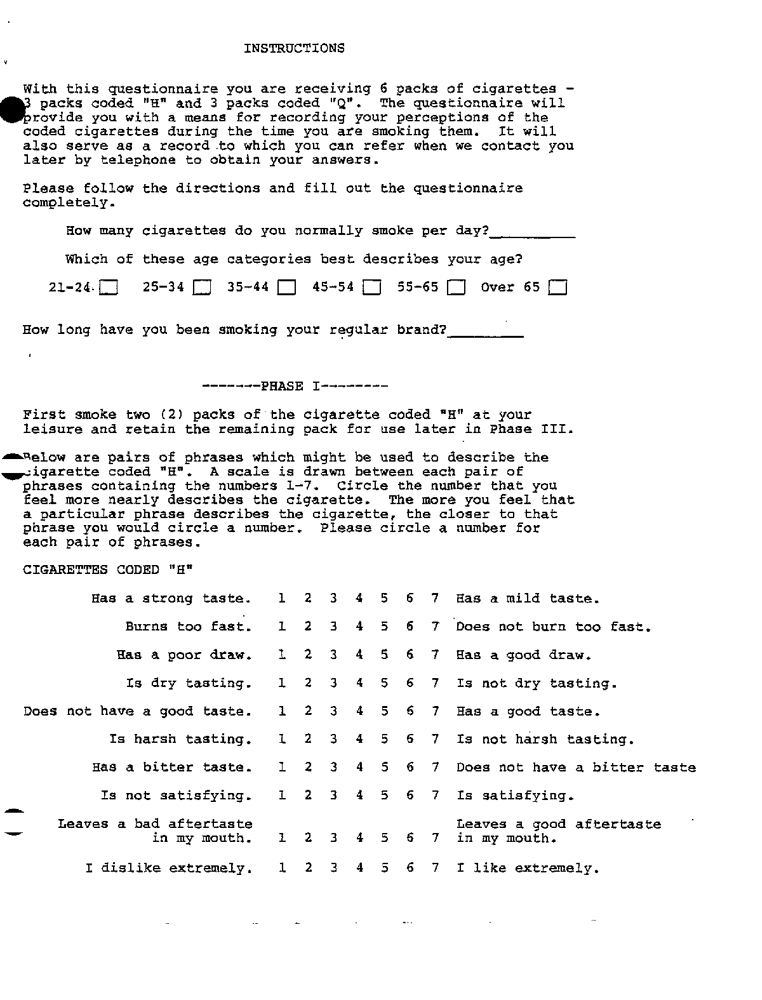 INSTRUCTIONS
With this questionnaire you are receiving 6 packs of cigarettes -
3 packs coded "H" and 3 packs coded "Q". The questionnaire will
provide you with a means for recording your perceptions of the
coded cigarettes during the time you are smoking them. It will
also serve as a record to which you can refer when we contact you
later by telephone to obtain your answers.
Please follow the directions and fill out the questionnaire
completely.
How many cigarettes do you normally smoke per day?__________
Which of these age categories best describes your age?
21-24 □ 25-34 □ 35-44 □ 45-54 □ 55-65 □ Over 65 □
How long have you been smoking your regular brand?_________
-------PHASE I--------
First smoke two (2) packs of the cigarette coded "H" at your
leisure and retain the remaining pack for use later in Phase III.
Below are pairs of phrases which might be used to describe the
cigarette coded "H". A scale is drawn between each pair of
phrases containing the numbers 1-7. Circle the number that you
feel more nearly describes the cigarette. The more you feel that
a particular phrase describes the cigarette, the closer to that
phrase you would circle a number. Please circle a number for
each pair of phrases.
CIGARETTES CODED "H"
Has a strong taste. 1 2 3 4 5 6 7 Has a mild taste.
Burns too fast. 1 2 3 4 5 6 7 Does not burn too fast.
Has a poor draw. 1 2 3 4 5 6 7 Has a good draw.
Is dry tasting. 1 2 3 4 5 6 7 Is not dry tasting.
Does not have a good taste. 1 2 3 4 5 6 7 Has a good taste.
Is harsh tasting. 1 2 3 4 5 6 7 Is not harsh tasting.
Has a bitter taste. 1 2 3 4 5 6 7 Does not have a bitter taste
Is not satisfying. 1 2 3 4 5 6 7 Is satisfying.
Leaves a bad aftertaste Leaves a good aftertaste
in my mouth. 1 2 3 4 5 6 7 in my mouth.
I dislike extremely. 1 2 3 4 5 6 7 I like extremely.